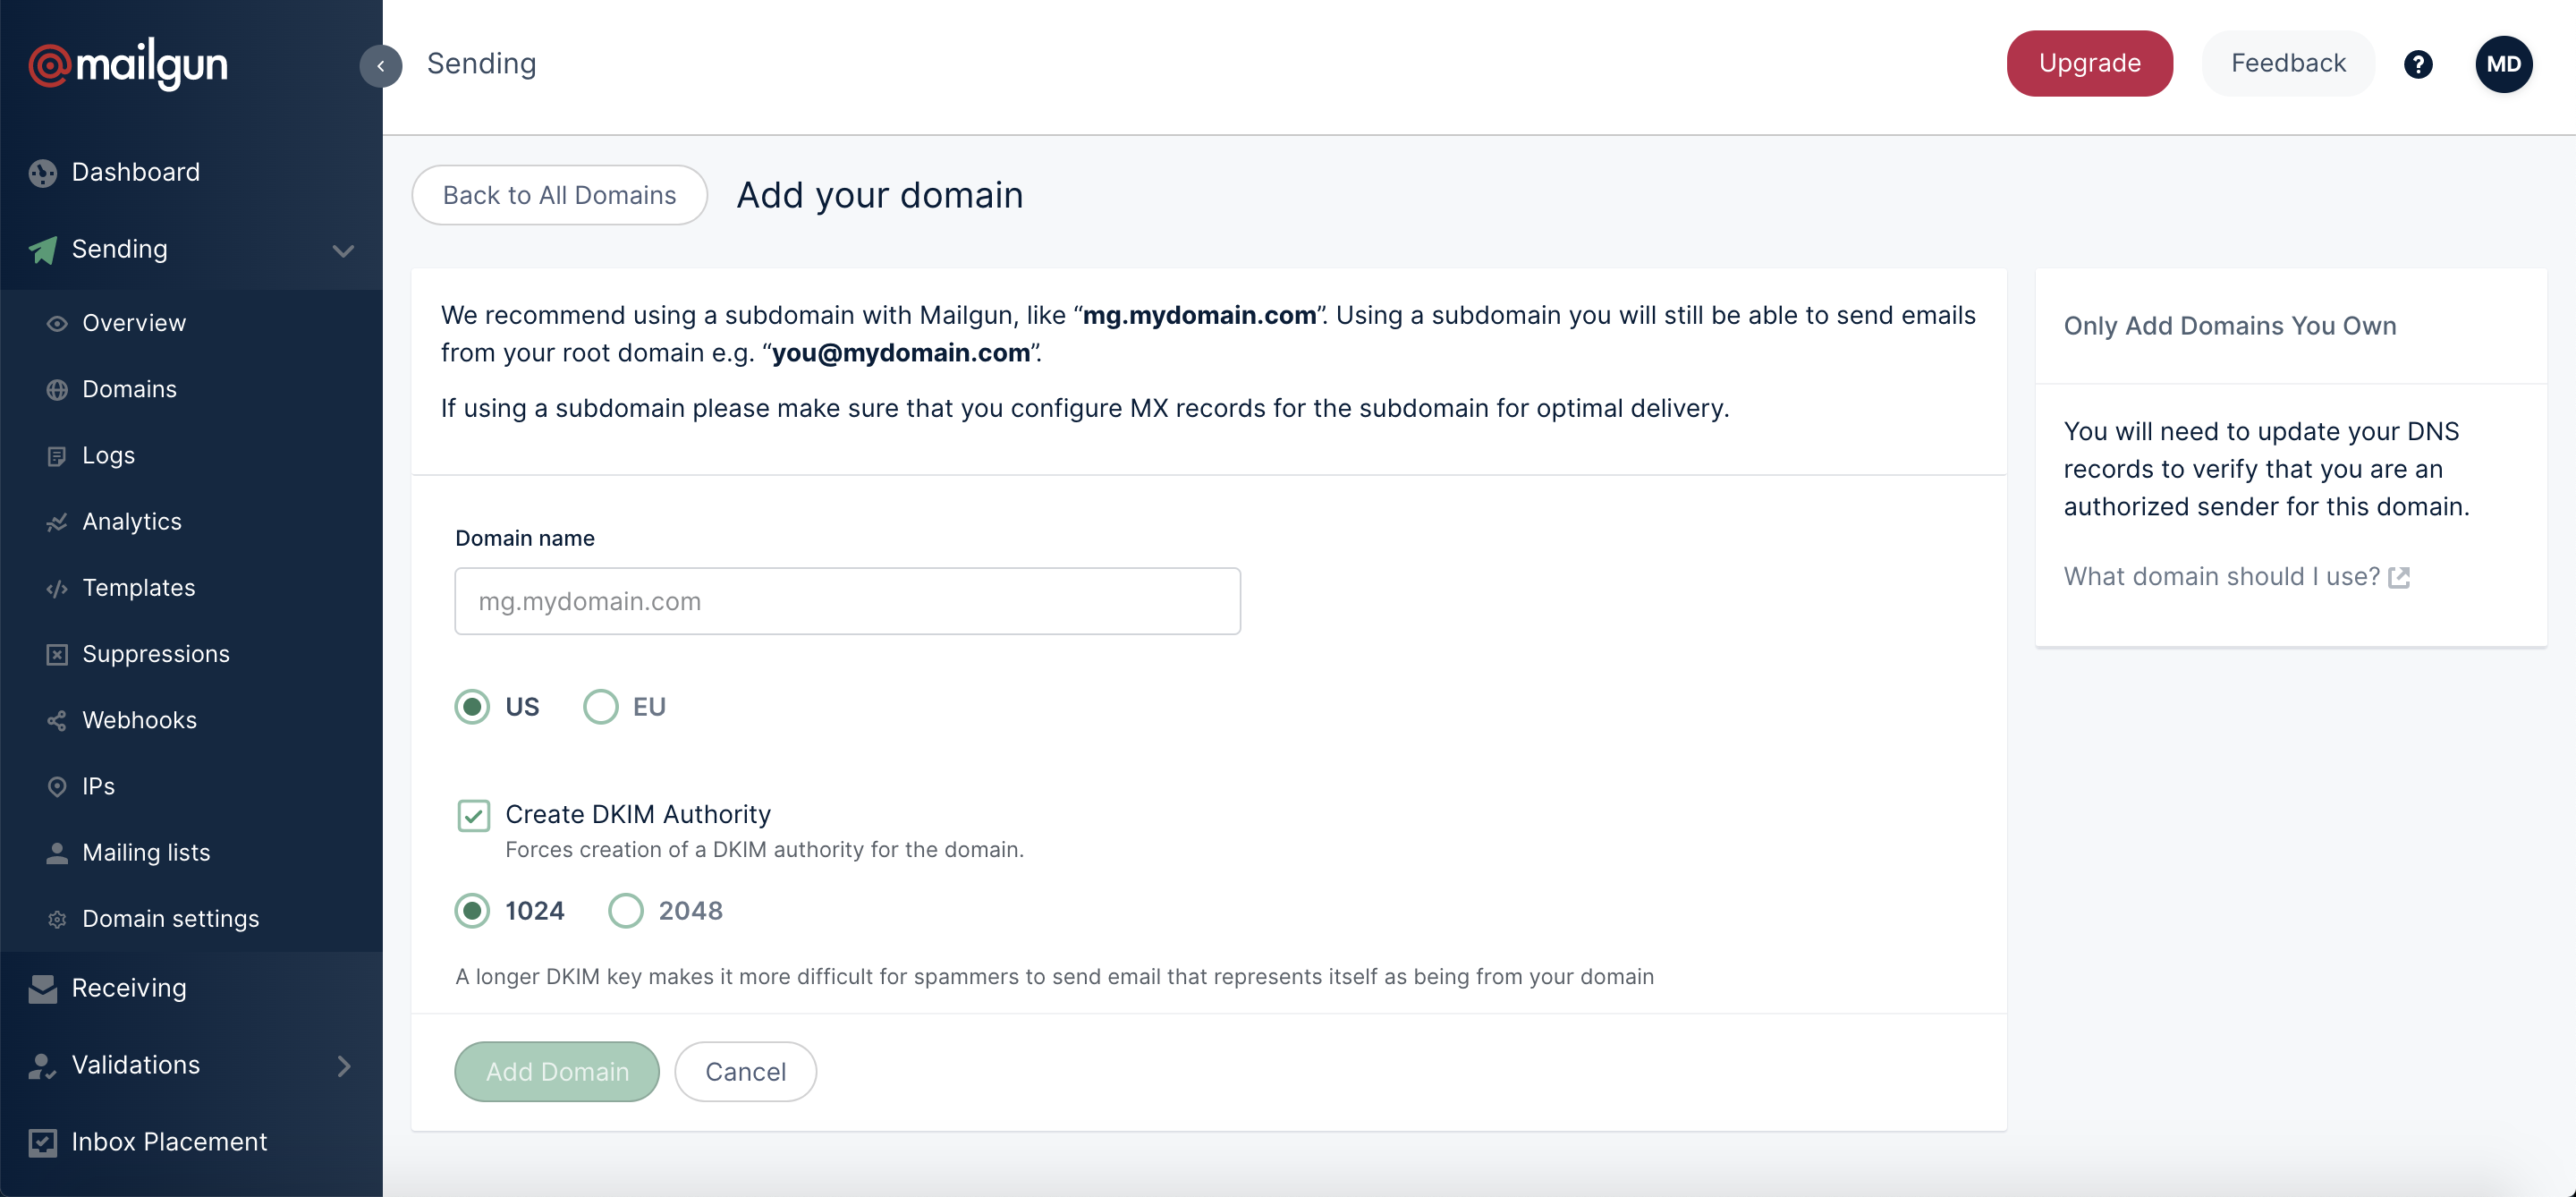 @mailgun
Dashboard
Sending
Overview
Domains
Logs
Analytics
Templates
Suppressions
Webhooks
IPs
Mailing lists
Domain settings
Receiving
Validations
Inbox Placement
Sending
Upgrade
Feedback
?
MD
Back to All Domains
Add your domain
We recommend using a subdomain with Mailgun, like “mg.mydomain.com”. Using a subdomain you will still be able to send emails
from your root domain e.g. “you@mydomain.com”.
If using a subdomain please make sure that you configure MX records for the subdomain for optimal delivery.
Domain name
mg.mydomain.com
US EU
Create DKIM Authority
Forces creation of a DKIM authority for the domain.
1024 2048
A longer DKIM key makes it more difficult for spammers to send email that represents itself as being from your domain
Add Domain Cancel
Only Add Domains You Own
You will need to update your DNS
records to verify that you are an
authorized sender for this domain.
What domain should I use?